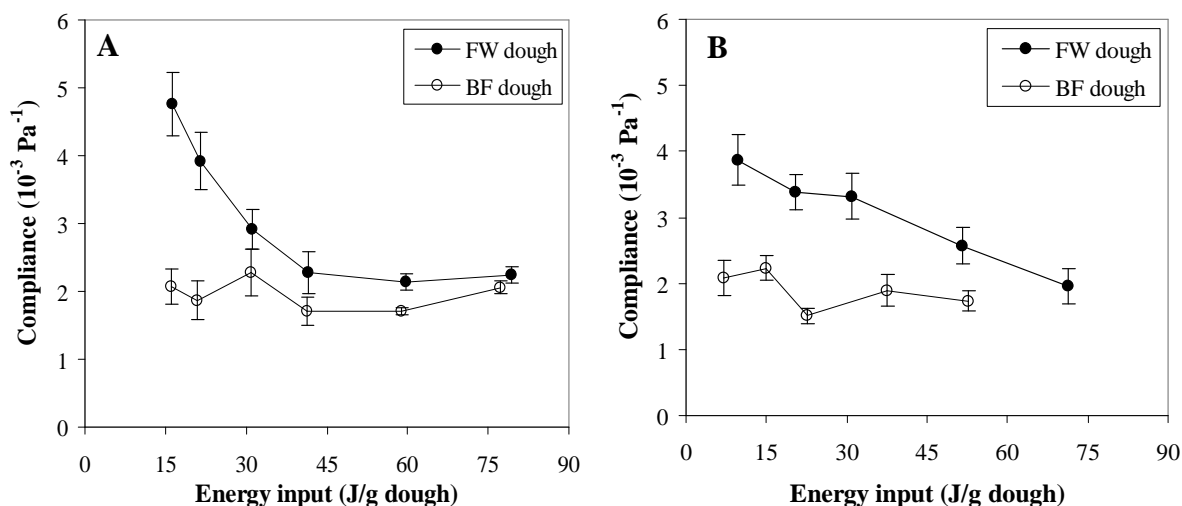 A
FW dough
BF dough
Compliance (10⁻³ Pa⁻¹)
6
5
4
3
2
1
0
0 15 30 45 60 75 90
Energy input (J/g dough)
B
FW dough
BF dough
Compliance (10⁻³ Pa⁻¹)
6
5
4
3
2
1
0
0 15 30 45 60 75 90
Energy input (J/g dough)